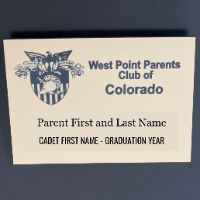 West Point Parents
Club of
Colorado
Parent First and Last Name
CADET FIRST NAME - GRADUATION YEAR